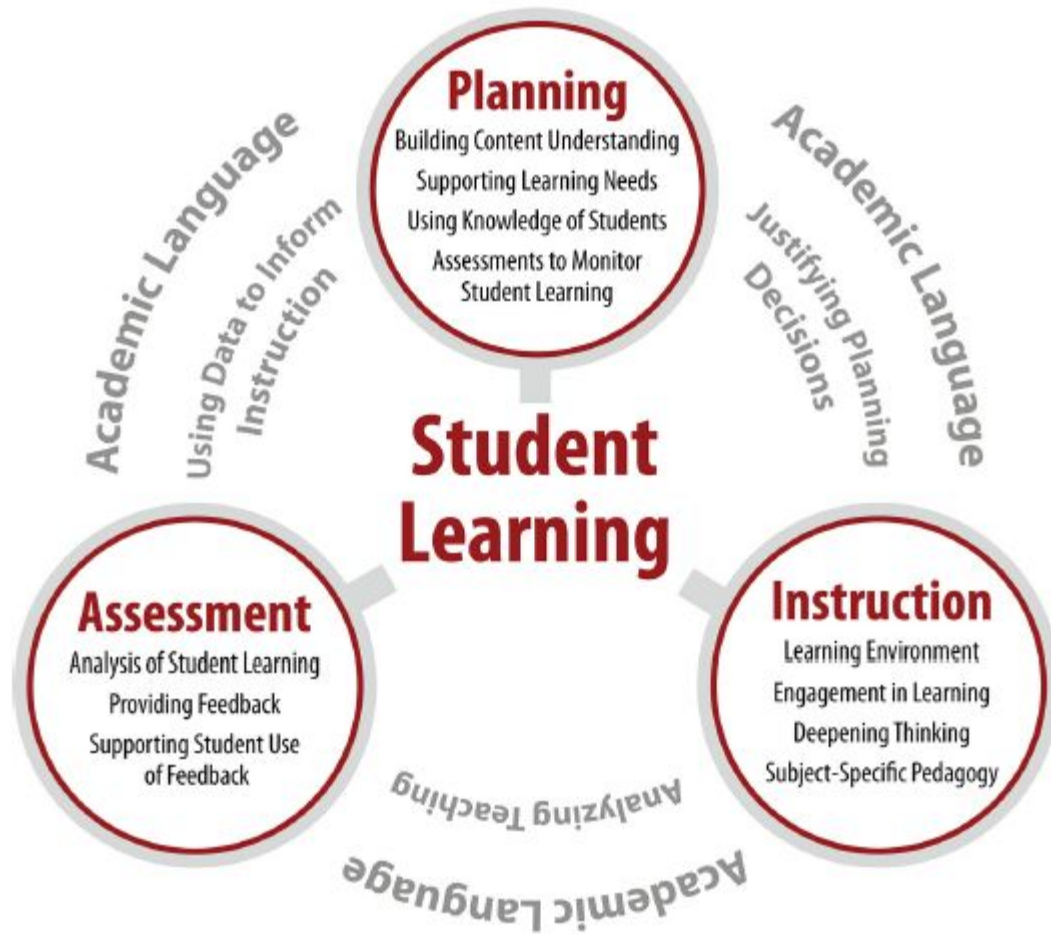 Planning
Building Content Understanding
Supporting Learning Needs
Using Knowledge of Students
Assessments to Monitor
Student Learning
Academic Language
Using Data to Inform
Instruction
Academic Language
Justifying Planning
Decisions
Student
Learning
Assessment
Analysis of Student Learning
Providing Feedback
Supporting Student Use
of Feedback
Instruction
Learning Environment
Engagement in Learning
Deepening Thinking
Subject-Specific Pedagogy
Analyzing Teaching
Academic Language